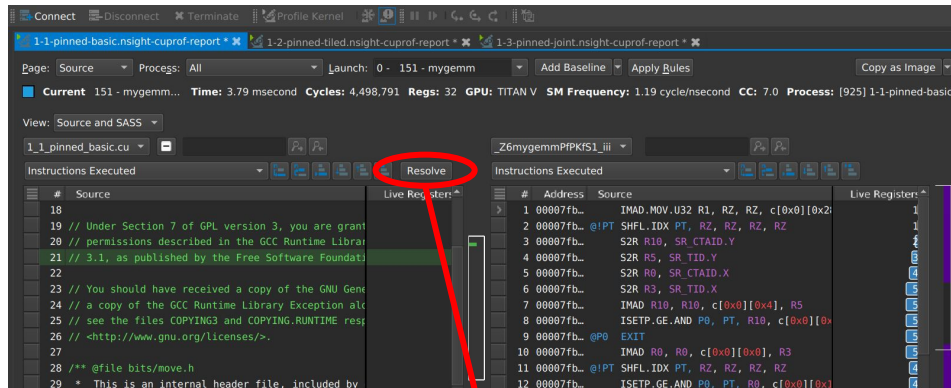 Connect Disconnect Terminate Profile Kernel
1-1-pinned-basic.nsight-cuprof-report * 1-2-pinned-tiled.nsight-cuprof-report * 1-3-pinned-joint.nsight-cuprof-report *
Page: Source Process: All Launch: 0 - 151 - mygemm Add Baseline Apply Rules Copy as Image
Current 151 - mygemm... Time: 3.79 msecond Cycles: 4,498,791 Regs: 32 GPU: TITAN V SM Frequency: 1.19 cycle/nsecond CC: 7.0 Process: [925] 1-1-pinned-basic
View: Source and SASS
1_1_pinned_basic.cu _Z6mygemmPfPKfS1_iii
Instructions Executed Resolve Instructions Executed
# Source Live Registers # Address Source Live Registers
18 1 00007fb… IMAD.MOV.U32 R1, RZ, RZ, c[0x0][0x28 1
19 // Under Section 7 of GPL version 3, you are grant 2 00007fb… @!PT SHFL.IDX PT, RZ, RZ, RZ, RZ 1
20 // permissions described in the GCC Runtime Librar 3 00007fb… S2R R10, SR_CTAID.Y 2
21 // 3.1, as published by the Free Software Foundati 4 00007fb… S2R R5, SR_TID.Y 3
22 5 00007fb… S2R R0, SR_CTAID.X 4
23 // You should have received a copy of the GNU Gene 6 00007fb… S2R R3, SR_TID.X 5
24 // a copy of the GCC Runtime Library Exception alo 7 00007fb… IMAD R10, R10, c[0x0][0x4], R5 5
25 // see the files COPYING3 and COPYING.RUNTIME resp 8 00007fb… ISETP.GE.AND P0, PT, R10, c[0x0][0x 5
26 // <http://www.gnu.org/licenses/>. 9 00007fb… @P0 EXIT 5
27 10 00007fb… IMAD R0, R0, c[0x0][0x0], R3 5
28 /** @file bits/move.h 11 00007fb… @!PT SHFL.IDX PT, RZ, RZ, RZ, RZ 4
29 * This is an internal header file, included by 12 00007fb… ISETP.GE.AND P0, PT, R0, c[0x0][0x1 4